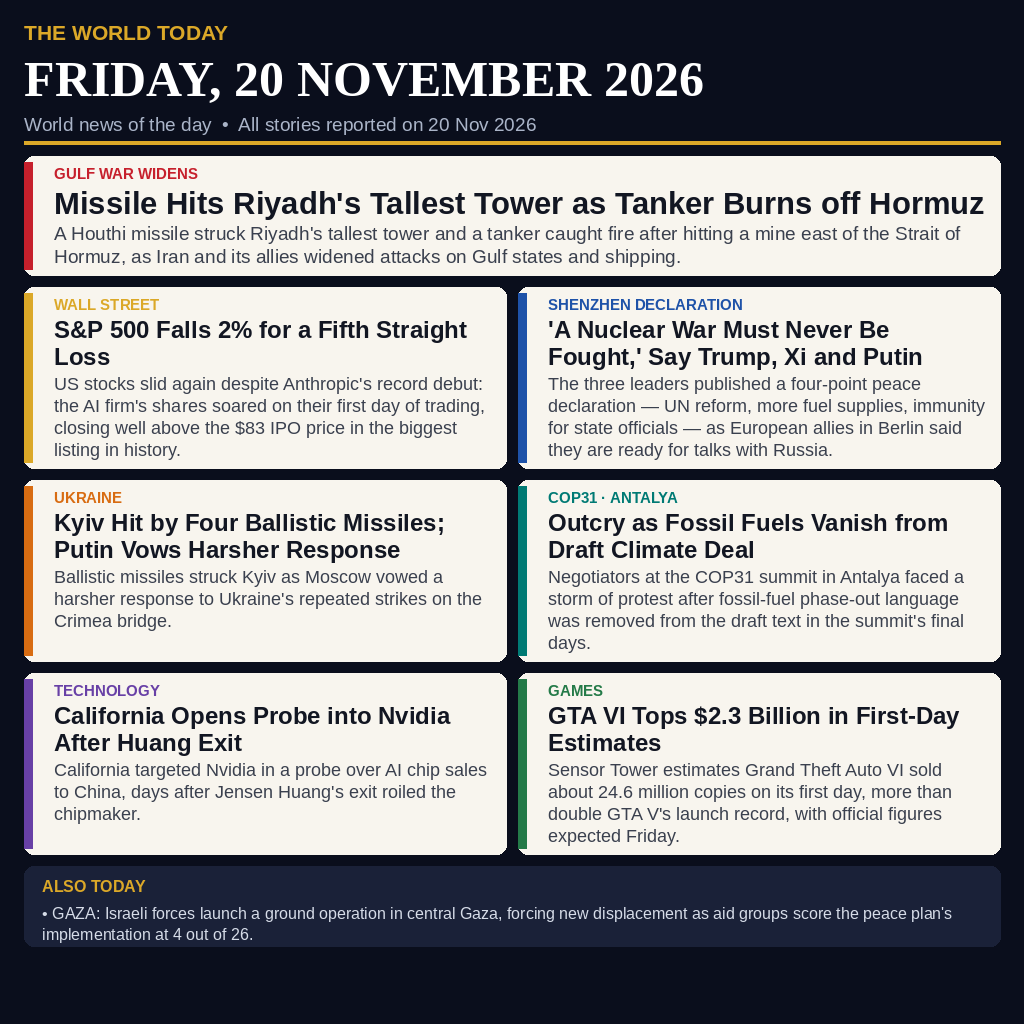 THE WORLD TODAY
FRIDAY, 20 NOVEMBER 2026
World news of the day • All stories reported on 20 Nov 2026
GULF WAR WIDENS
Missile Hits Riyadh's Tallest Tower as Tanker Burns off Hormuz
A Houthi missile struck Riyadh's tallest tower and a tanker caught fire after hitting a mine east of the Strait of
Hormuz, as Iran and its allies widened attacks on Gulf states and shipping.
WALL STREET
S&P 500 Falls 2% for a Fifth Straight
Loss
US stocks slid again despite Anthropic's record debut:
the AI firm's shares soared on their first day of trading,
closing well above the $83 IPO price in the biggest
listing in history.
SHENZHEN DECLARATION
'A Nuclear War Must Never Be
Fought,' Say Trump, Xi and Putin
The three leaders published a four-point peace
declaration — UN reform, more fuel supplies, immunity
for state officials — as European allies in Berlin said
they are ready for talks with Russia.
UKRAINE
Kyiv Hit by Four Ballistic Missiles;
Putin Vows Harsher Response
Ballistic missiles struck Kyiv as Moscow vowed a
harsher response to Ukraine's repeated strikes on the
Crimea bridge.
COP31 · ANTALYA
Outcry as Fossil Fuels Vanish from
Draft Climate Deal
Negotiators at the COP31 summit in Antalya faced a
storm of protest after fossil-fuel phase-out language
was removed from the draft text in the summit's final
days.
TECHNOLOGY
California Opens Probe into Nvidia
After Huang Exit
California targeted Nvidia in a probe over AI chip sales
to China, days after Jensen Huang's exit roiled the
chipmaker.
GAMES
GTA VI Tops $2.3 Billion in First-Day
Estimates
Sensor Tower estimates Grand Theft Auto VI sold
about 24.6 million copies on its first day, more than
double GTA V's launch record, with official figures
expected Friday.
ALSO TODAY
• GAZA: Israeli forces launch a ground operation in central Gaza, forcing new displacement as aid groups score the peace plan's
implementation at 4 out of 26.